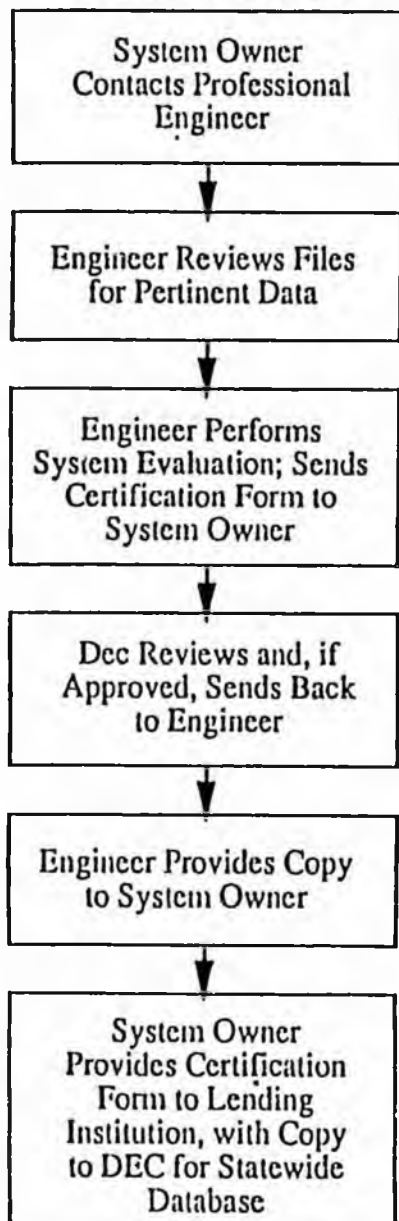 System Owner
Contacts Professional
Engineer
Engineer Reviews Files
for Pertinent Data
Engineer Performs
System Evaluation; Sends
Certification Form to
System Owner
Dec Reviews and, if
Approved, Sends Back
to Engineer
Engineer Provides Copy
to System Owner
System Owner
Provides Certification
Form to Lending
Institution, with Copy
to DEC for Statewide
Database